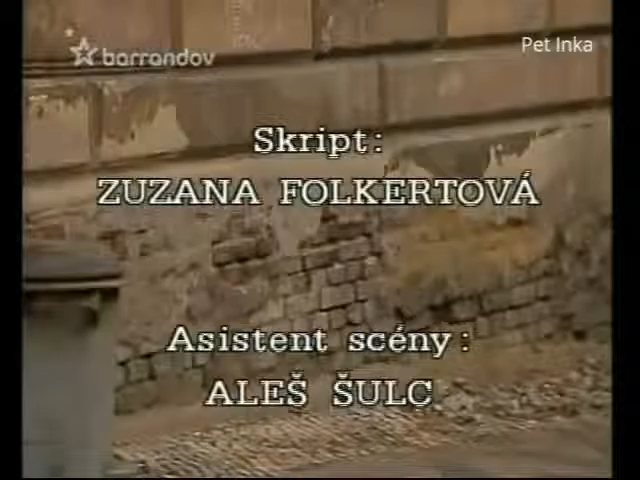 barrandov
Pet Inka
Skript:
ZUZANA FOLKERTOVÁ
Asistent scény:
ALEŠ ŠULC